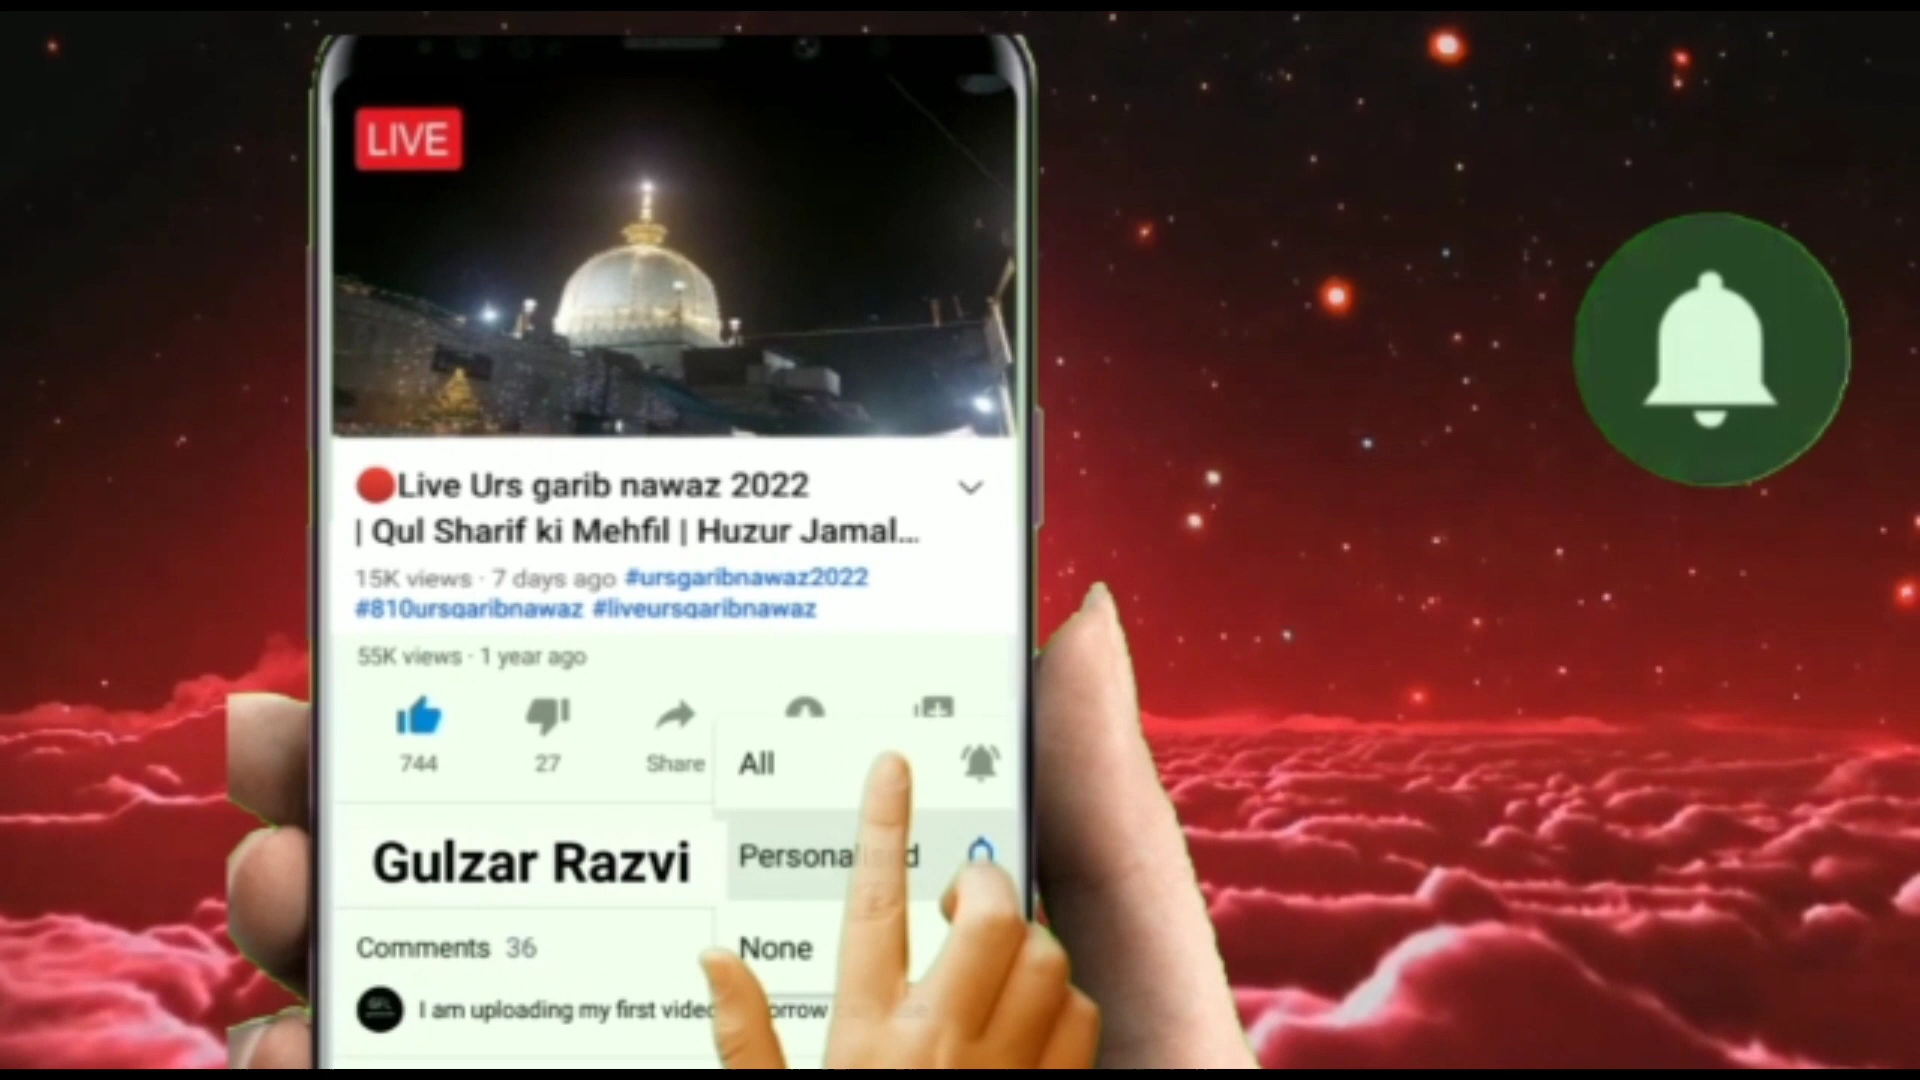 LIVE
Live Urs garib nawaz 2022
| Qul Sharif ki Mehfil | Huzur Jamal...
15K views · 7 days ago #ursgaribnawaz2022
#810ursgaribnawaz #liveursgaribnawaz
55K views · 1 year ago
744
27
Share
All
Gulzar Razvi
Personalised
Comments 36
None
I am uploading my first video